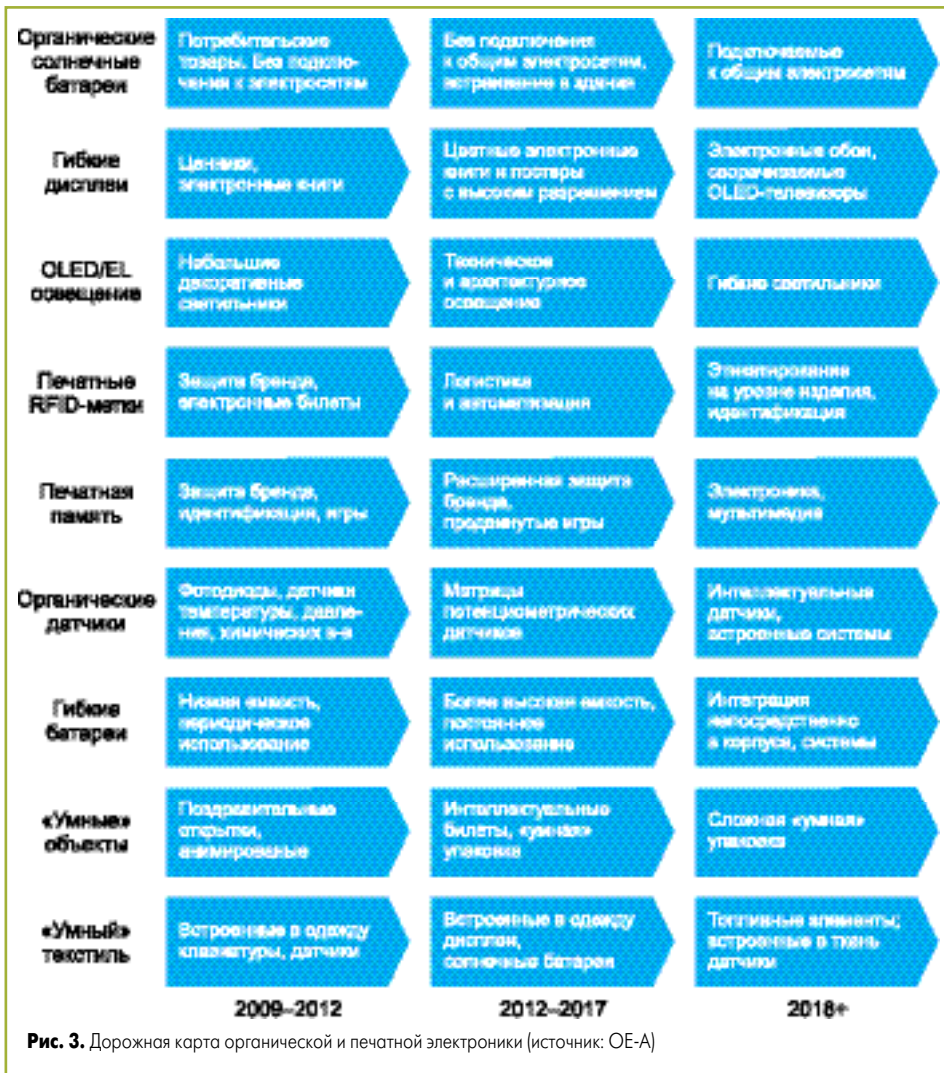 Органические
солнечные
батареи
Потребительские
товары. Без подклю-
чения к электросетям
Без подключения
к общим электросетям,
встраивание в здания
Подключаемые
к общим электросетям
Гибкие
дисплеи
Ценники,
электронные книги
Цветные электронные
книги и постеры
с высоким разрешением
Электронные обои,
сворачиваемые
OLED-телевизоры
OLED/EL
освещение
Небольшие
декоративные
светильники
Техническое
и архитектурное
освещение
Гибкие светильники
Печатные
RFID-метки
Защита бренда,
электронные билеты
Логистика
и автоматизация
Этикетирование
на уровне изделия,
идентификация
Печатная
память
Защита бренда,
идентификация, игры
Расширенная защита
бренда,
продвинутые игры
Электроника,
мультимедиа
Органические
датчики
Фотодиоды, датчики
температуры, давле-
ния, химических в-в
Матрицы
потенциометрических
датчиков
Интеллектуальные
датчики,
встроенные системы
Гибкие
батареи
Низкая емкость,
периодическое
использование
Более высокая емкость,
постоянное
использование
Интеграция
непосредственно
в корпуса, системы
«Умные»
объекты
Поздравительные
открытки,
анимированые
Интеллектуальные
билеты, «умная»
упаковка
Сложная «умная»
упаковка
«Умный»
текстиль
Встроенные в одежду
клавиатуры, датчики
Встроенные в одежду
дисплеи,
солнечные батареи
Топливные элементы;
встроенные в ткань
датчики
2009–2012
2012–2017
2018+
Рис. 3. Дорожная карта органической и печатной электроники (источник: OE-A)